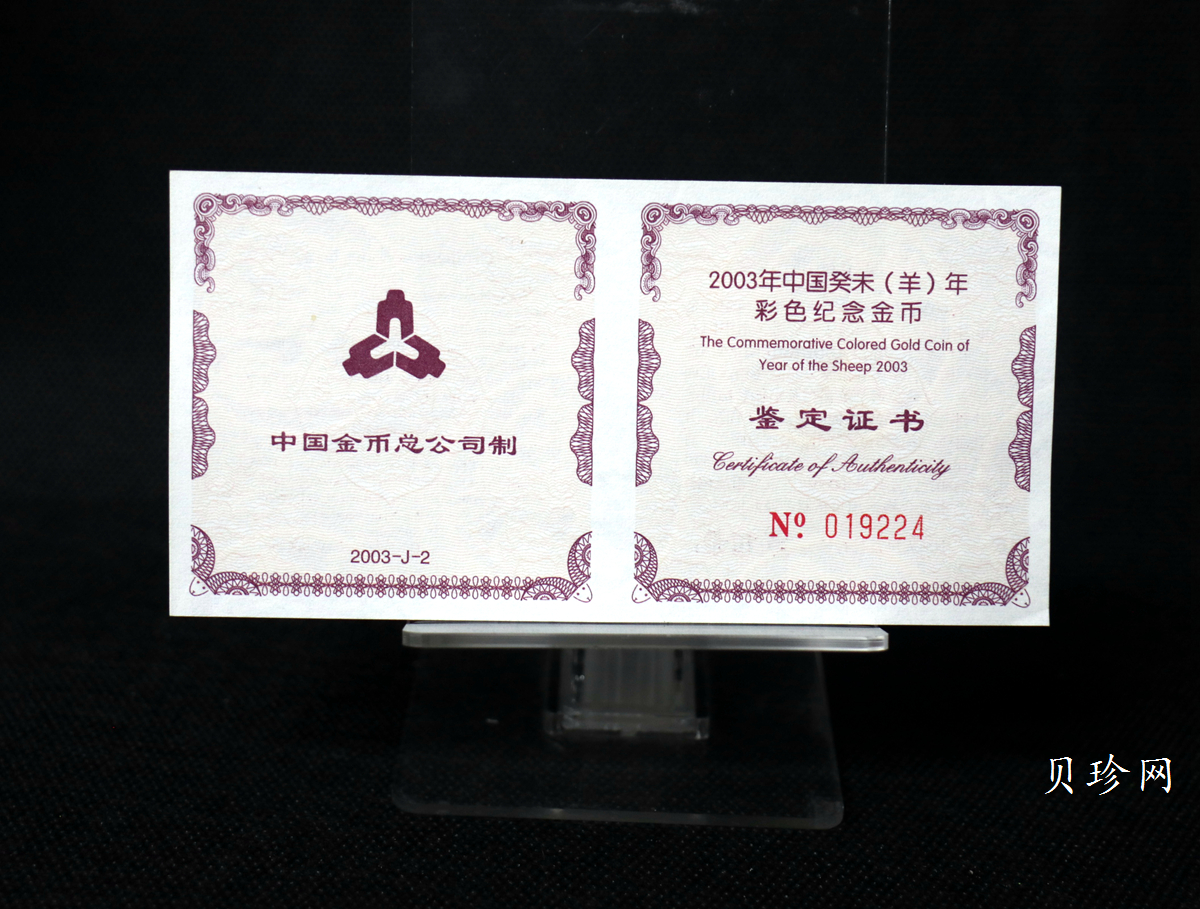 中国金币总公司制
2003-J-2
2003年中国癸未（羊）年
彩色纪念金币
The Commemorative Colored Gold Coin of
Year of the Sheep 2003
鉴定证书
Certificate of Authenticity
Nº. 019224
贝珍网